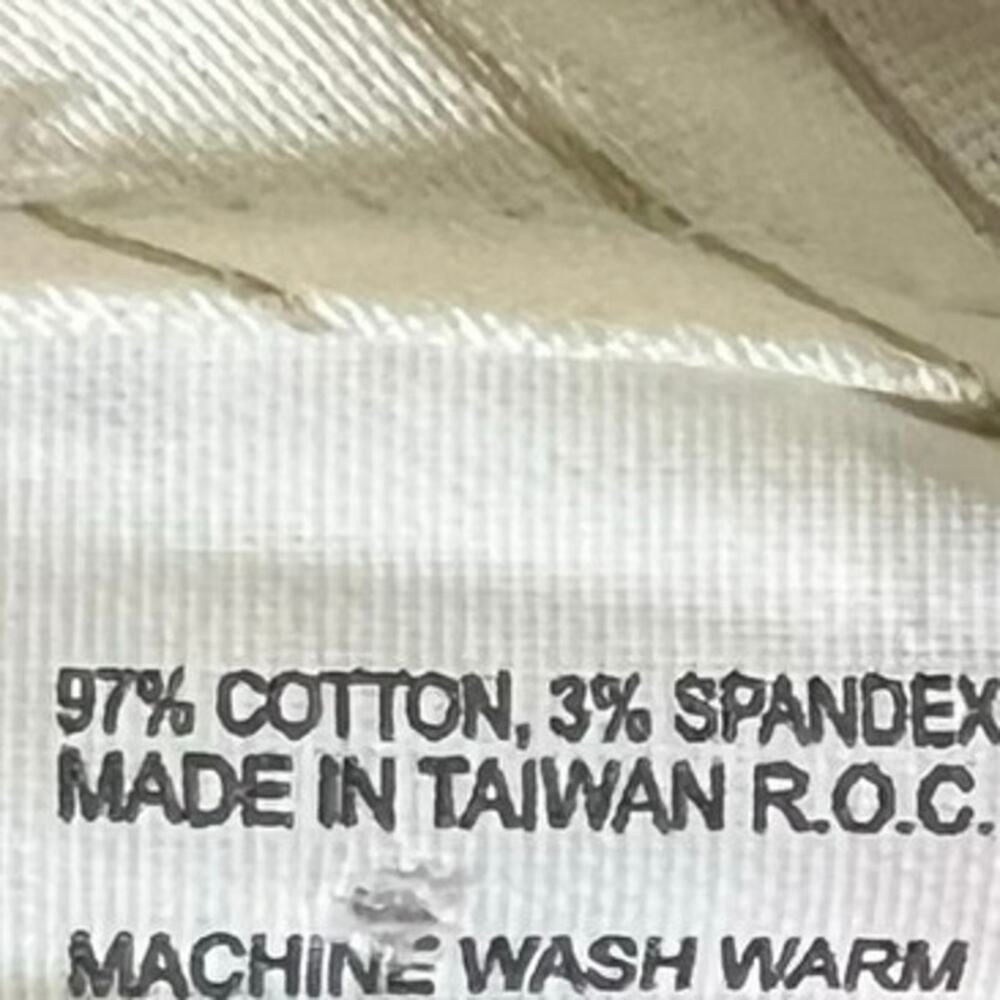 97% COTTON, 3% SPANDEX
MADE IN TAIWAN R.O.C.
MACHINE WASH WARM